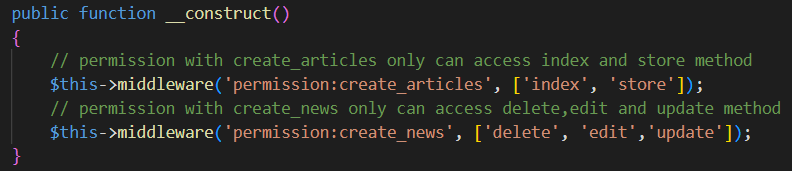 public function __construct()
{
// permission with create_articles only can access index and store method
$this->middleware('permission:create_articles', ['index', 'store']);
// permission with create_news only can access delete,edit and update method
$this->middleware('permission:create_news', ['delete', 'edit','update']);
}